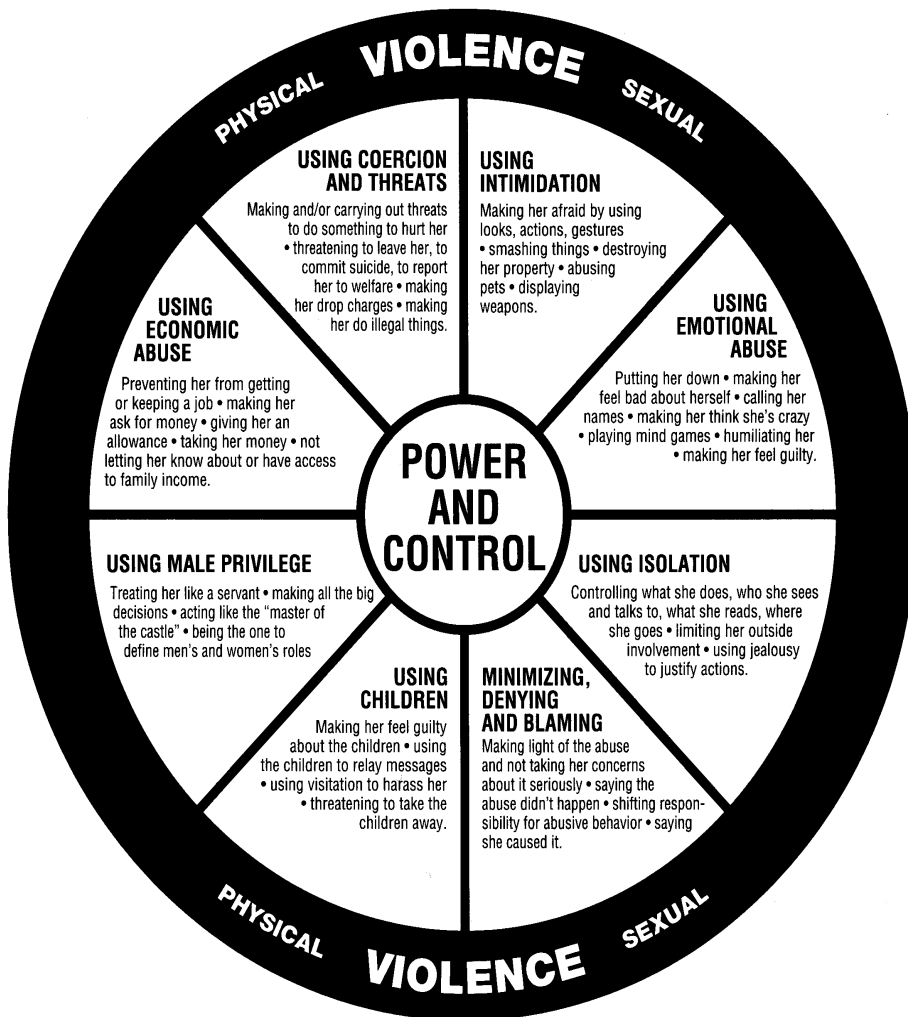 PHYSICAL VIOLENCE SEXUAL
USING COERCION
AND THREATS
Making and/or carrying out threats
to do something to hurt her
• threatening to leave her, to
commit suicide, to report
her to welfare • making
her drop charges • making
her do illegal things.
USING
INTIMIDATION
Making her afraid by using
looks, actions, gestures
• smashing things • destroying
her property • abusing
pets • displaying
weapons.
USING
EMOTIONAL
ABUSE
Putting her down • making her
feel bad about herself • calling her
names • making her think she's crazy
• playing mind games • humiliating her
• making her feel guilty.
USING ISOLATION
Controlling what she does, who she sees
and talks to, what she reads, where
she goes • limiting her outside
involvement • using jealousy
to justify actions.
MINIMIZING,
DENYING
AND BLAMING
Making light of the abuse
and not taking her concerns
about it seriously • saying the
abuse didn't happen • shifting respon-
sibility for abusive behavior • saying
she caused it.
USING
CHILDREN
Making her feel guilty
about the children • using
the children to relay messages
• using visitation to harass her
• threatening to take the
children away.
USING MALE PRIVILEGE
Treating her like a servant • making all the big
decisions • acting like the "master of
the castle" • being the one to
define men's and women's roles
USING
ECONOMIC
ABUSE
Preventing her from getting
or keeping a job • making her
ask for money • giving her an
allowance • taking her money • not
letting her know about or have access
to family income.
POWER
AND
CONTROL
PHYSICAL VIOLENCE SEXUAL